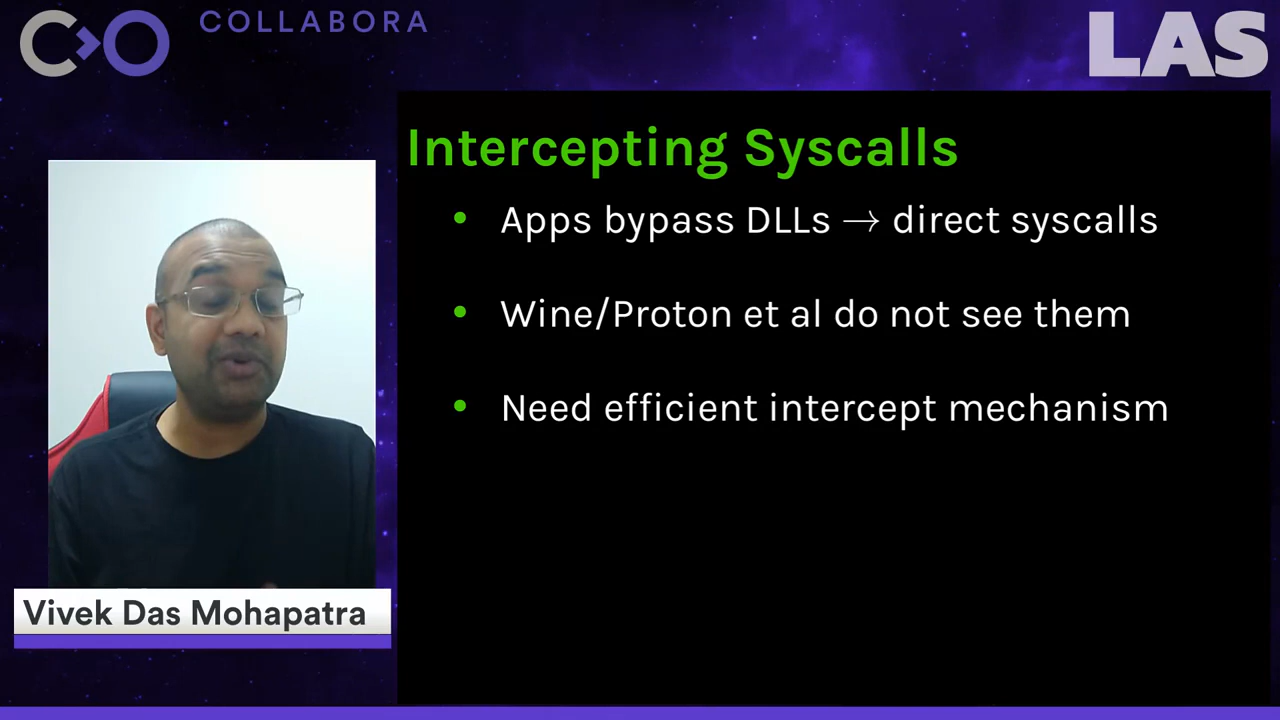 COLLABORA
LAS
Intercepting Syscalls
• Apps bypass DLLs → direct syscalls
• Wine/Proton et al do not see them
• Need efficient intercept mechanism
Vivek Das Mohapatra